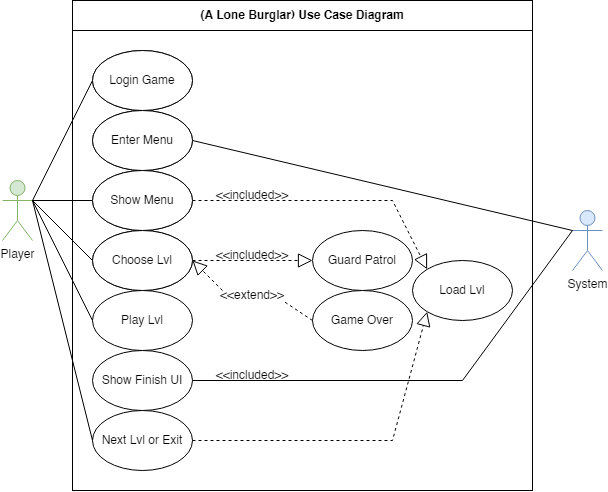 (A Lone Burglar) Use Case Diagram
Login Game
Enter Menu
Show Menu
<<included>>
Player
Choose Lvl
<<included>>
Guard Patrol
System
Load Lvl
<<extend>>
Play Lvl
Game Over
Show Finish UI
<<included>>
Next Lvl or Exit